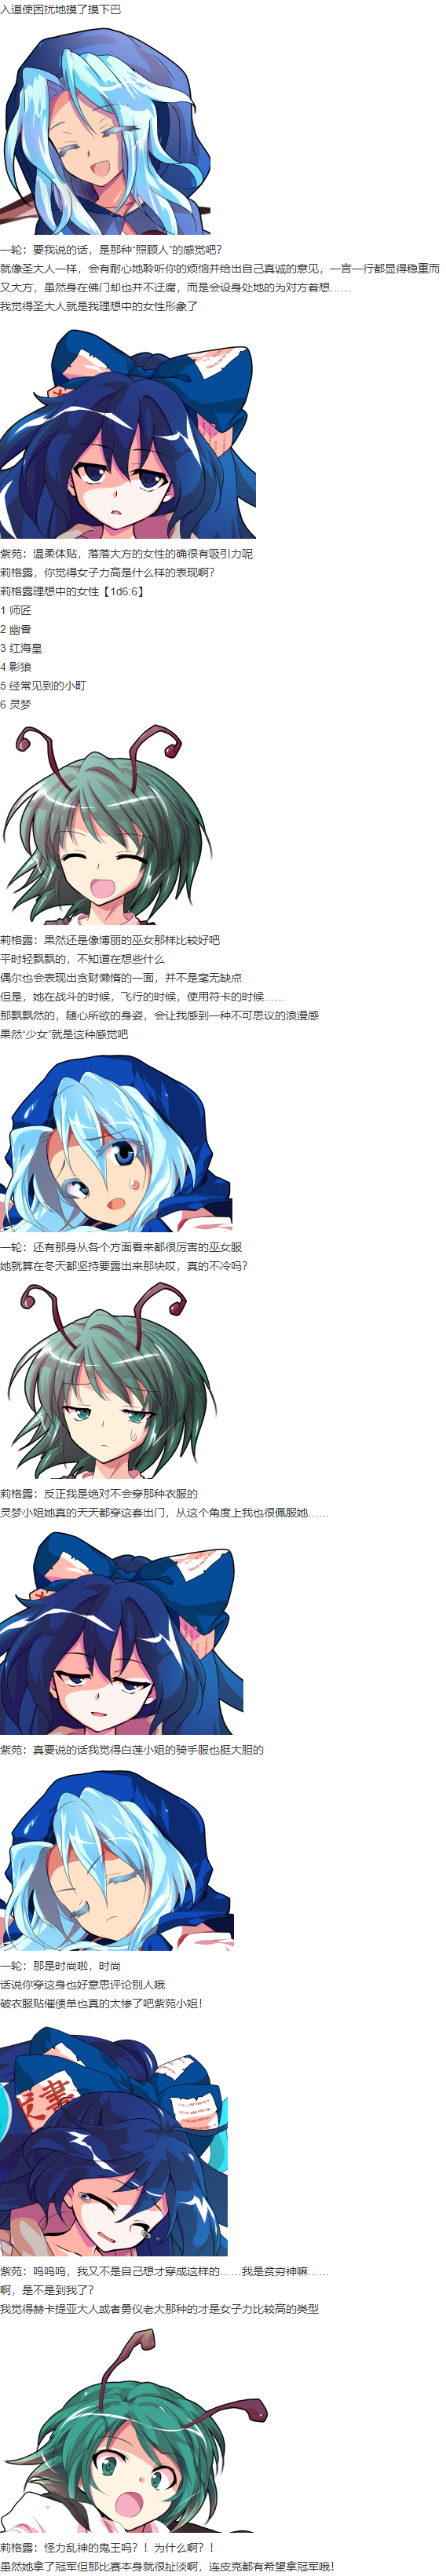 入道使困扰地摸了摸下巴
一轮：要我说的话，是那种“照顾人”的感觉吧？
就像圣大人一样，会有耐心地聆听你的烦恼并给出自己真诚的意见，一言一行都显得稳重而
又大方，虽然身在佛门却也并不迂腐，而是会设身处地的为对方着想……
我觉得圣大人就是我理想中的女性形象了
紫苑：温柔体贴，落落大方的女性的确很有吸引力呢
莉格露，你觉得女子力高是什么样的表现啊？
莉格露理想中的女性【1d6:6】
1 师匠
2 幽香
3 红海皇
4 影狼
5 经常见到的小町
6 灵梦
莉格露：果然还是像博丽的巫女那样比较好吧
平时轻飘飘的，不知道在想些什么
偶尔也会表现出贪财懒惰的一面，并不是毫无缺点
但是，她在战斗的时候，飞行的时候，使用符卡的时候……
那飘飘然的，随心所欲的身姿，会让我感到一种不可思议的浪漫感
果然“少女”就是这种感觉吧
一轮：还有那身从各个方面看来都很厉害的巫女服
她就算在冬天都坚持要露出来那块哎，真的不冷吗？
莉格露：反正我是绝对不会穿那种衣服的
灵梦小姐她真的天天都穿这套出门，从这个角度上我也很佩服她……
紫苑：真要说的话我觉得白莲小姐的骑手服也挺大胆的
一轮：那是时尚啦，时尚
话说你穿这身也好意思评论别人哦
破衣服贴催债单也真的太惨了吧紫苑小姐！
紫苑：呜呜呜，我又不是自己想才穿成这样的……我是贫穷神嘛……
啊，是不是到我了？
我觉得赫卡提亚大人或者勇仪老大那种的才是女子力比较高的类型
莉格露：怪力乱神的鬼王吗？！为什么啊？！
虽然她拿了冠军但那比赛本身就很扯淡啊，连皮克都有希望拿冠军哦！